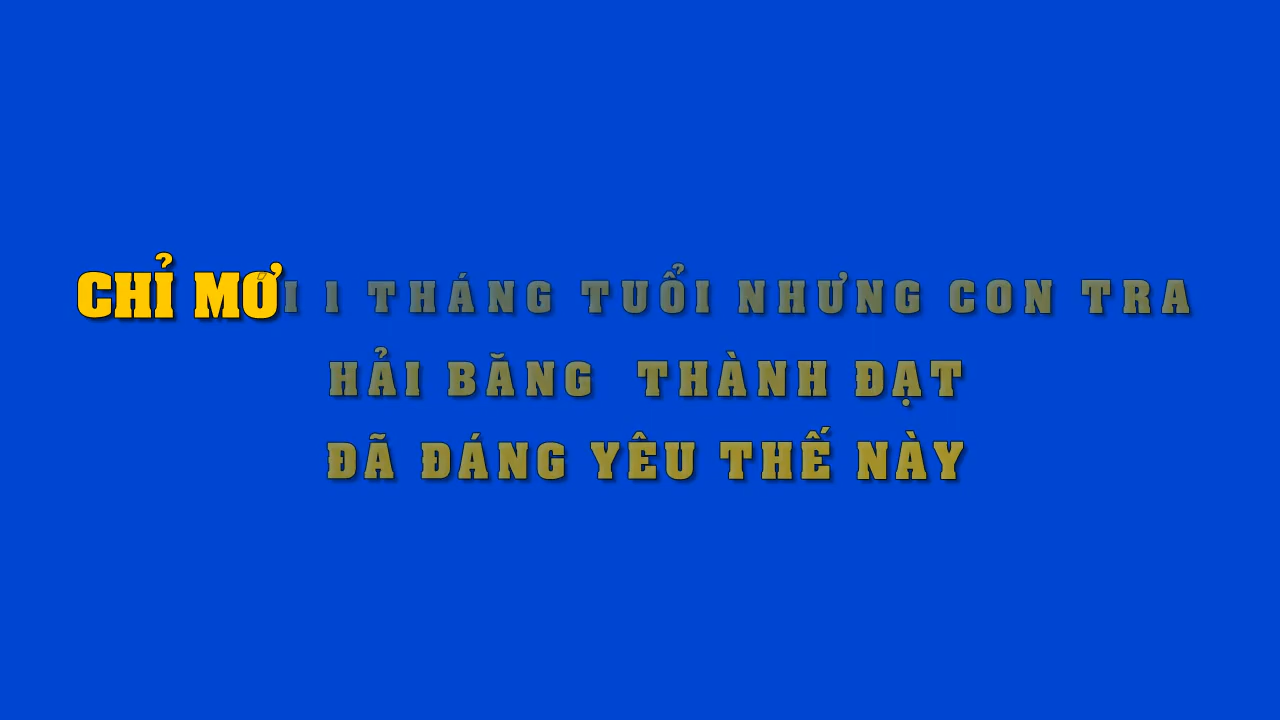 CHỈ MỚI 1 THÁNG TUỔI NHƯNG CON TRA
HẢI BĂNG THÀNH ĐẠT
ĐÃ ĐÁNG YÊU THẾ NÀY